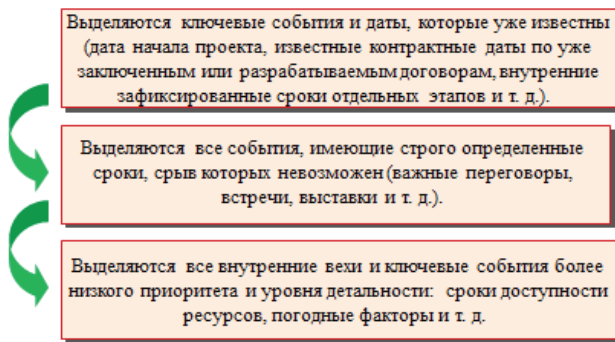 Выделяются ключевые события и даты, которые уже известны
(дата начала проекта, известные контрактные даты по уже
заключенным или разрабатываемым договорам, внутренние
зафиксированные сроки отдельных этапов и т. д.).
Выделяются все события, имеющие строго определенные
сроки, срыв которых невозможен (важные переговоры,
встречи, выставки и т. д.).
Выделяются все внутренние вехи и ключевые события более
низкого приоритета и уровня детальности: сроки доступности
ресурсов, погодные факторы и т. д.